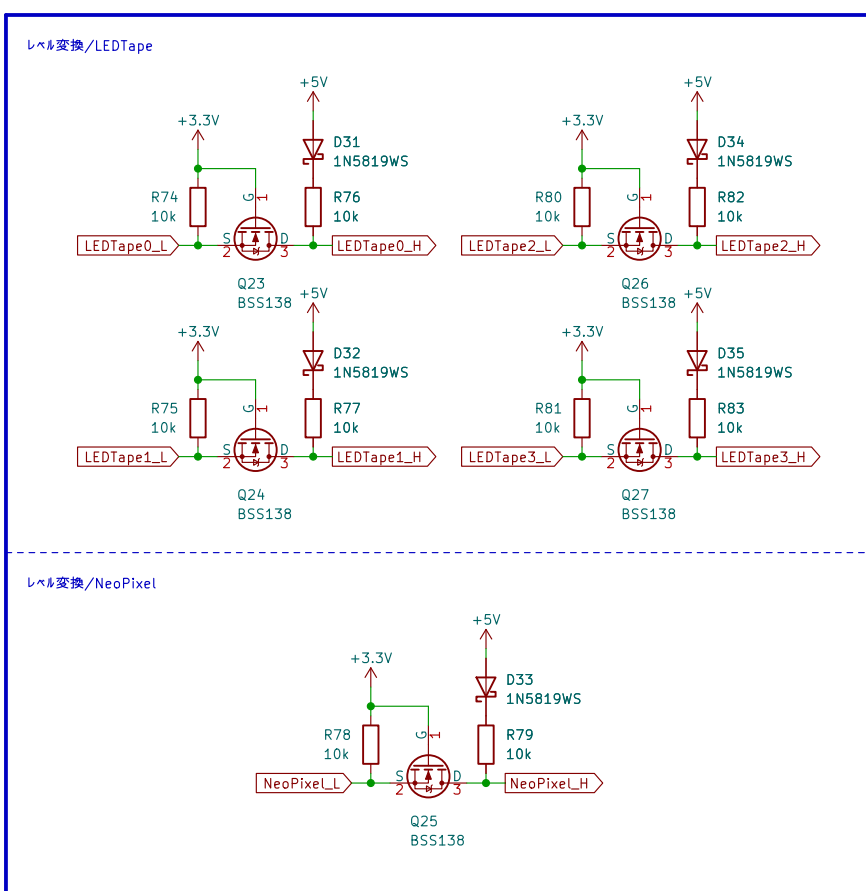 レベル変換/LEDTape
+5V
+3.3V
D31
1N5819WS
R74
10k
G
1
R76
10k
LEDTape0_L
S
2
D
3
LEDTape0_H
Q23
BSS138
+5V
+3.3V
D34
1N5819WS
R80
10k
G
1
R82
10k
LEDTape2_L
S
2
D
3
LEDTape2_H
Q26
BSS138
+5V
+3.3V
D32
1N5819WS
R75
10k
G
1
R77
10k
LEDTape1_L
S
2
D
3
LEDTape1_H
Q24
BSS138
+5V
+3.3V
D35
1N5819WS
R81
10k
G
1
R83
10k
LEDTape3_L
S
2
D
3
LEDTape3_H
Q27
BSS138
レベル変換/NeoPixel
+5V
+3.3V
D33
1N5819WS
R78
10k
G
1
R79
10k
NeoPixel_L
S
2
D
3
NeoPixel_H
Q25
BSS138